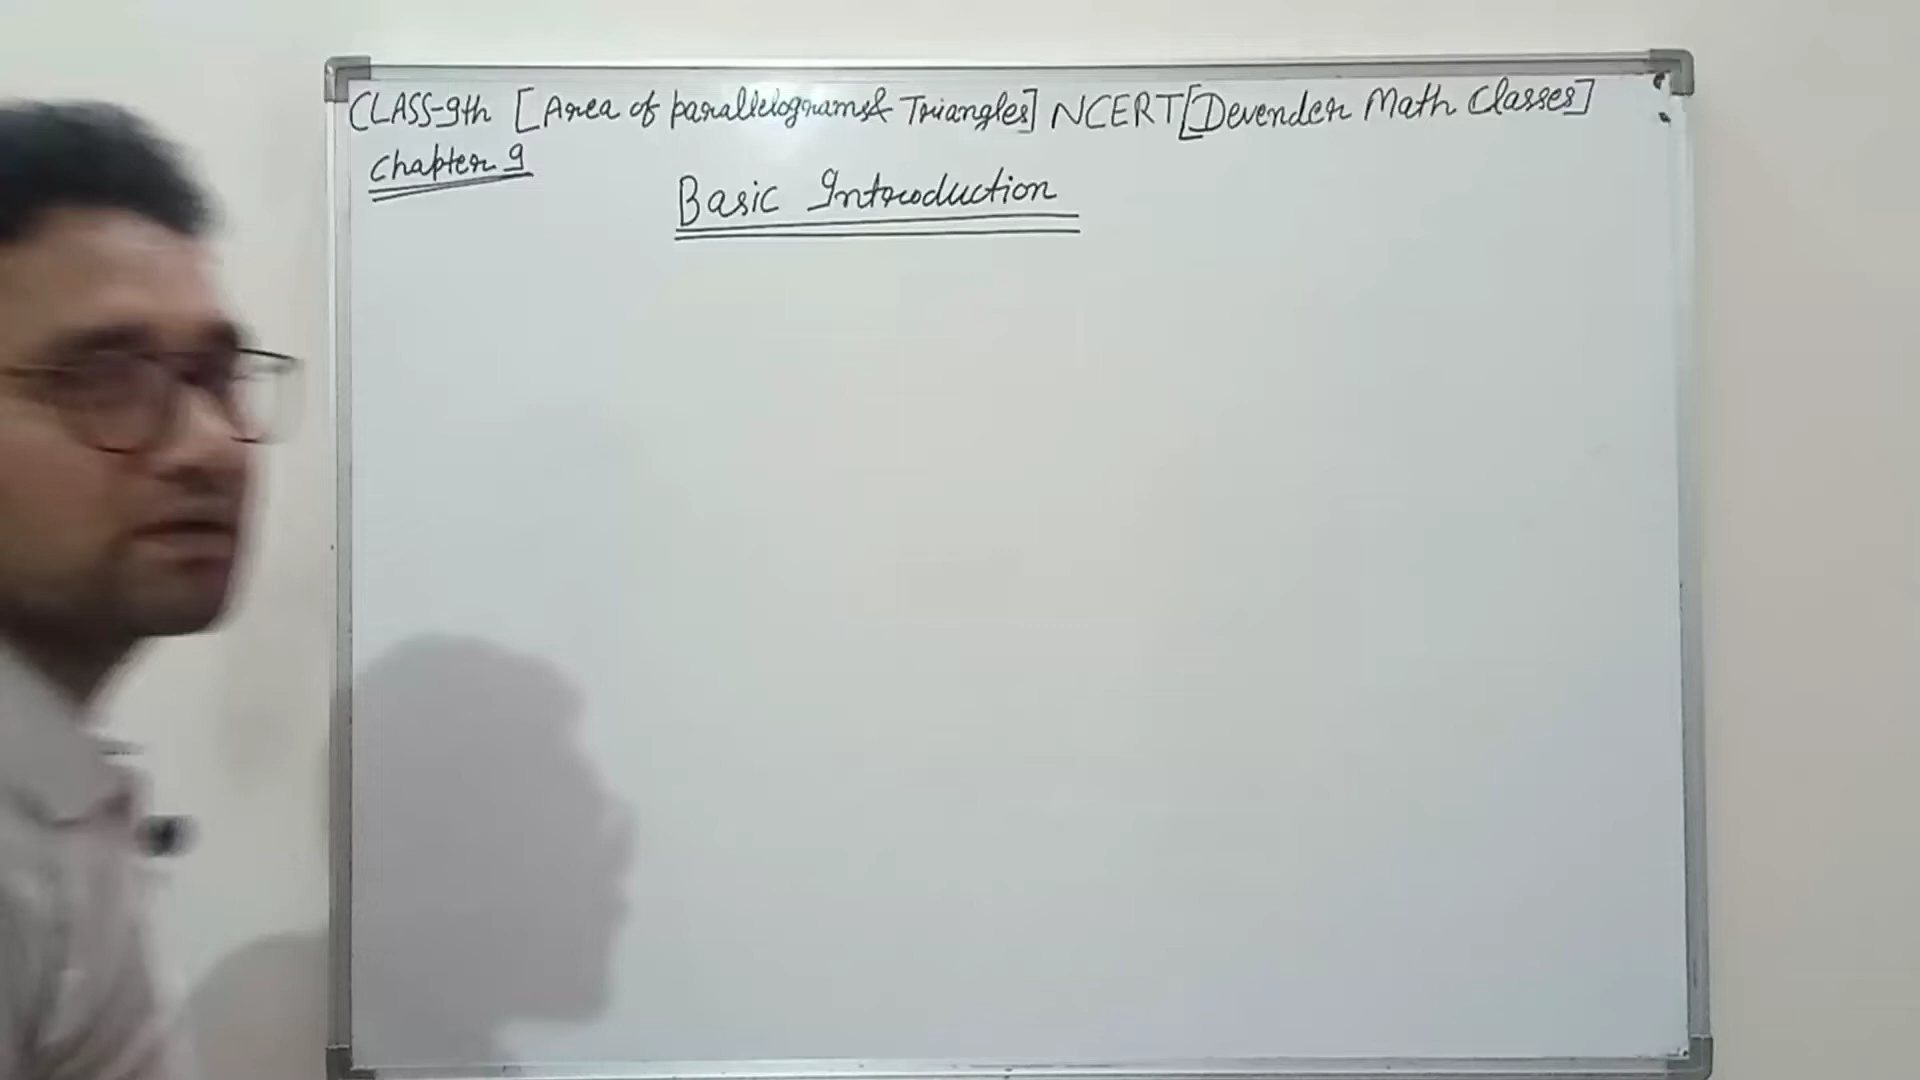 CLASS-9th [Area of parallelograms & Triangles] NCERT [Devender Math Classes]
Chapter 9
Basic Introduction